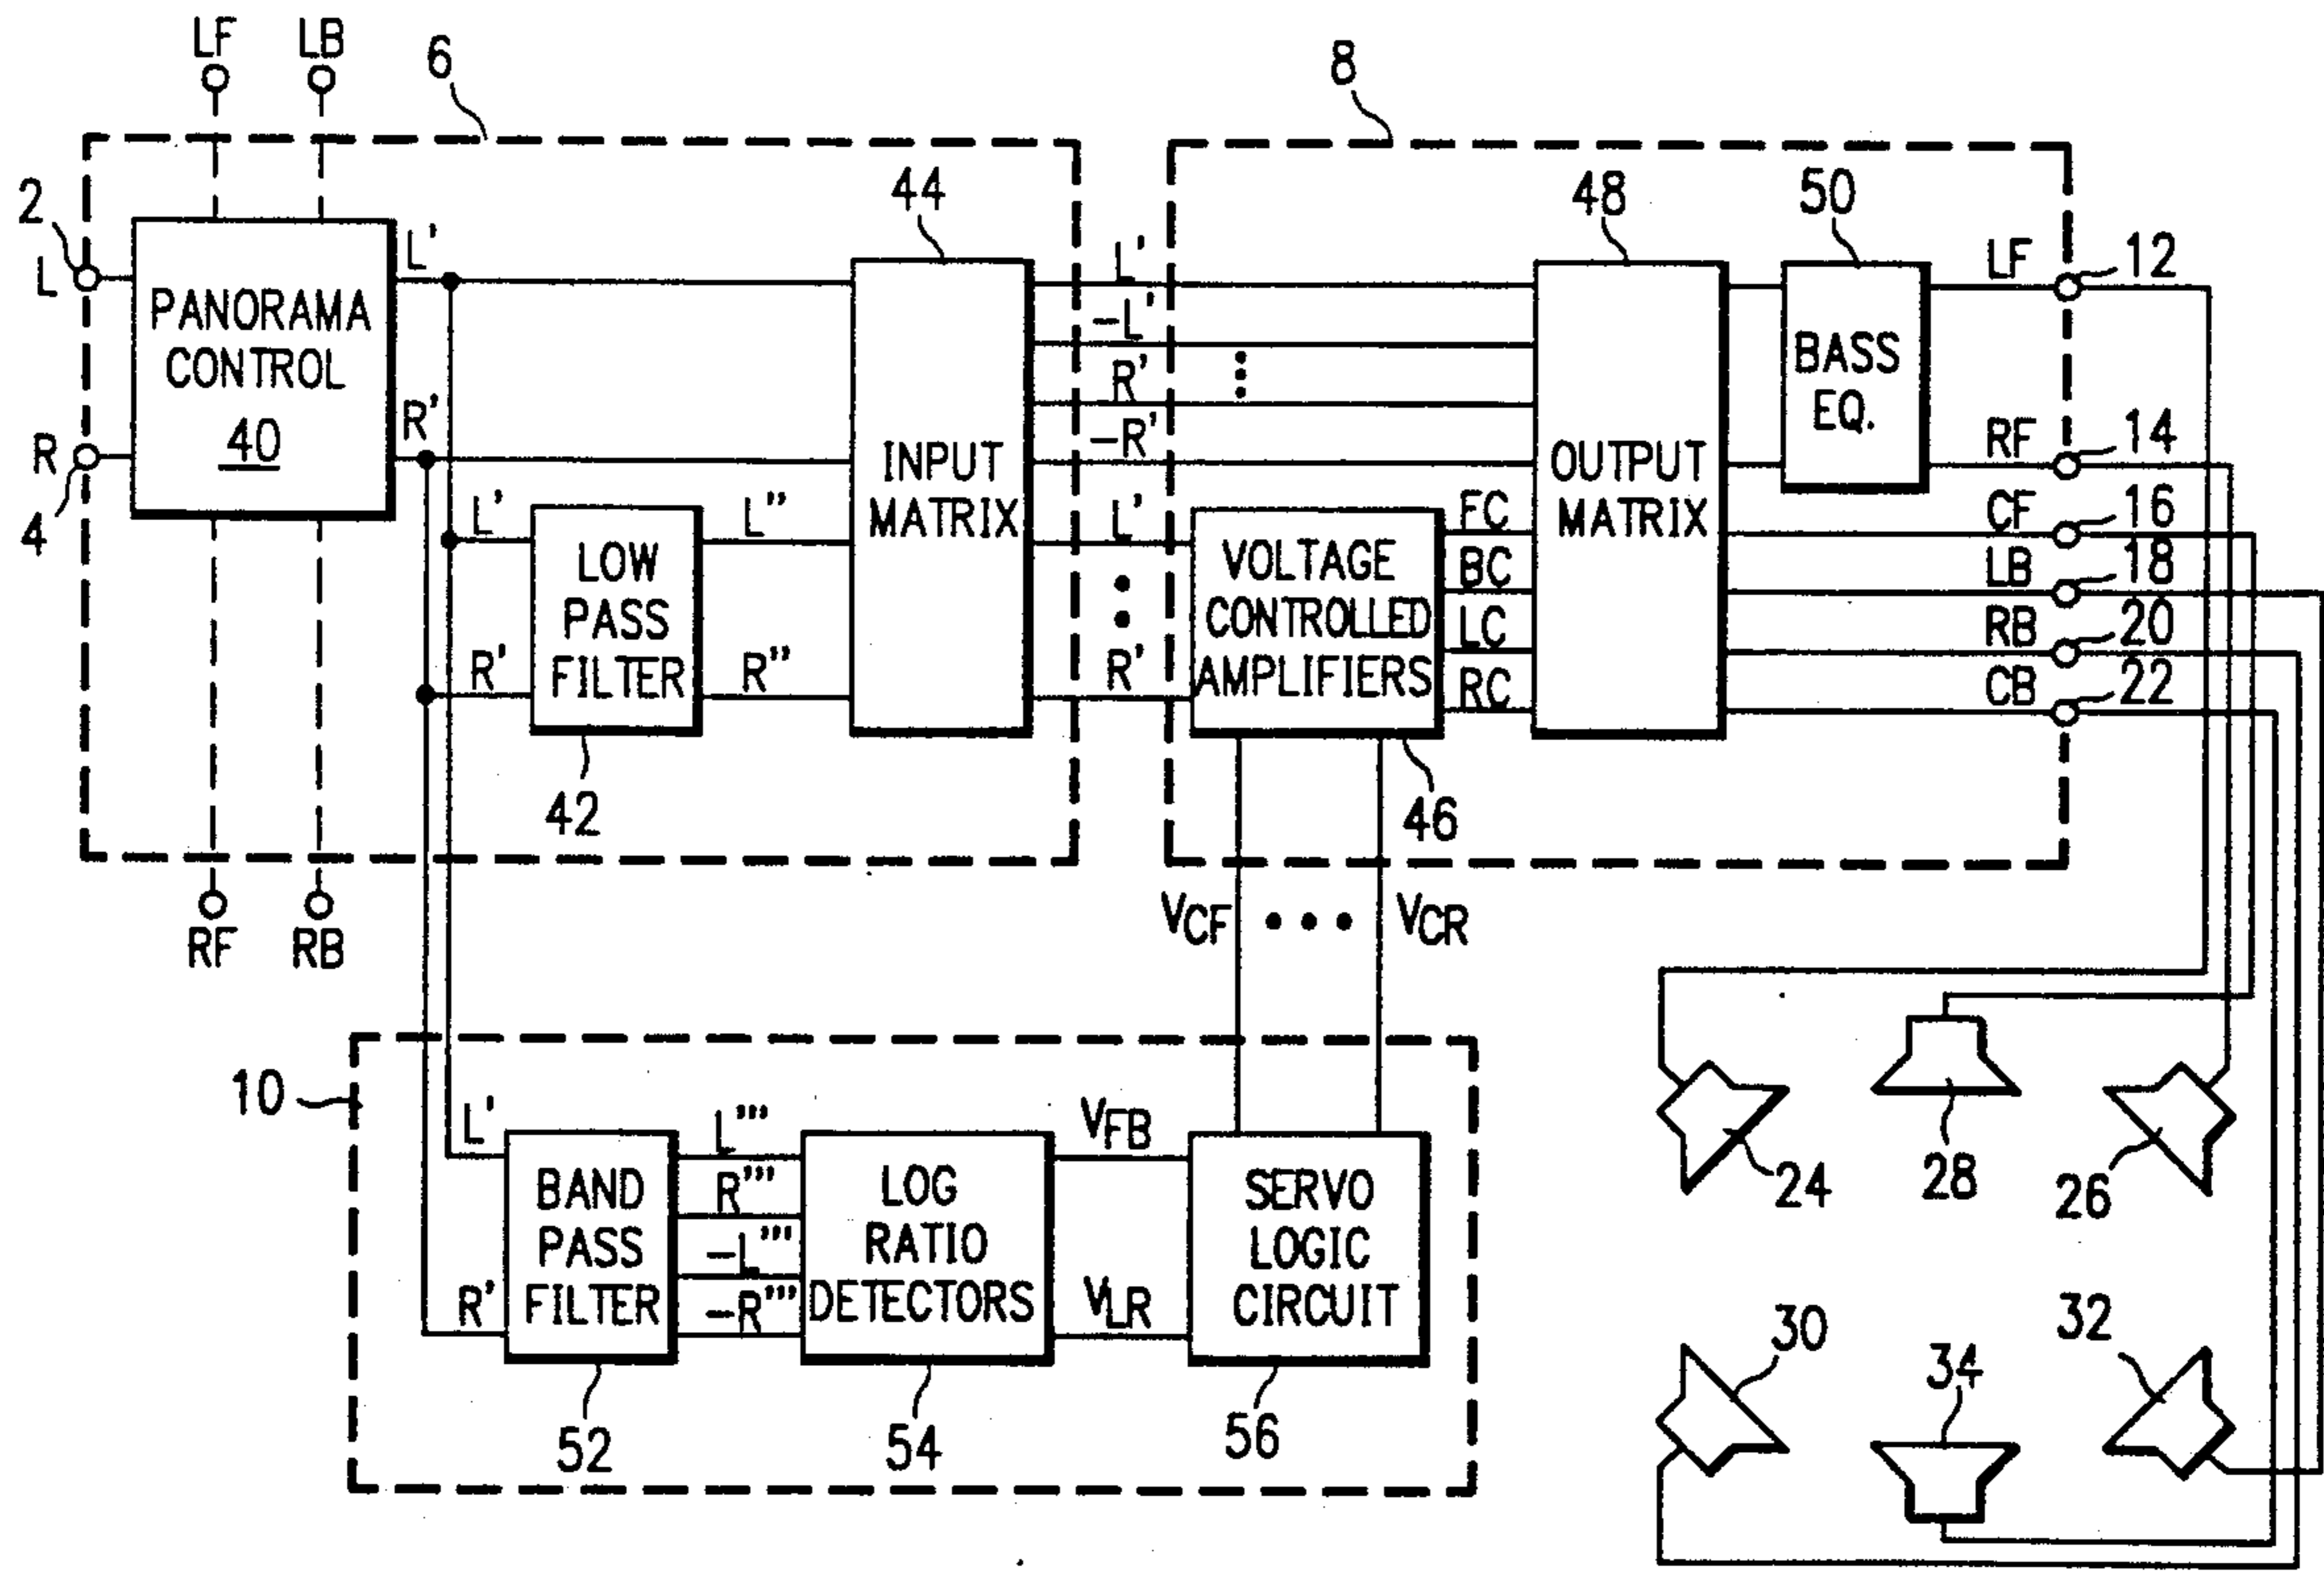 LF LB
6
8
2
L
PANORAMA
CONTROL
40
R
4
L'
R'
44
INPUT
MATRIX
L'
R'
LOW
PASS
FILTER
42
L''
R''
L'
-L'
R'
-R'
L'
R'
VOLTAGE
CONTROLLED
AMPLIFIERS
46
FC
BC
LC
RC
48
OUTPUT
MATRIX
50
BASS
EQ.
LF 12
RF 14
CF 16
LB 18
RB 20
CB 22
RF RB
VCF ••• VCR
10
L'
R'
BAND
PASS
FILTER
52
L'''
R'''
-L'''
-R'''
LOG
RATIO
DETECTORS
54
VFB
VLR
SERVO
LOGIC
CIRCUIT
56
24
28
26
30
34
32